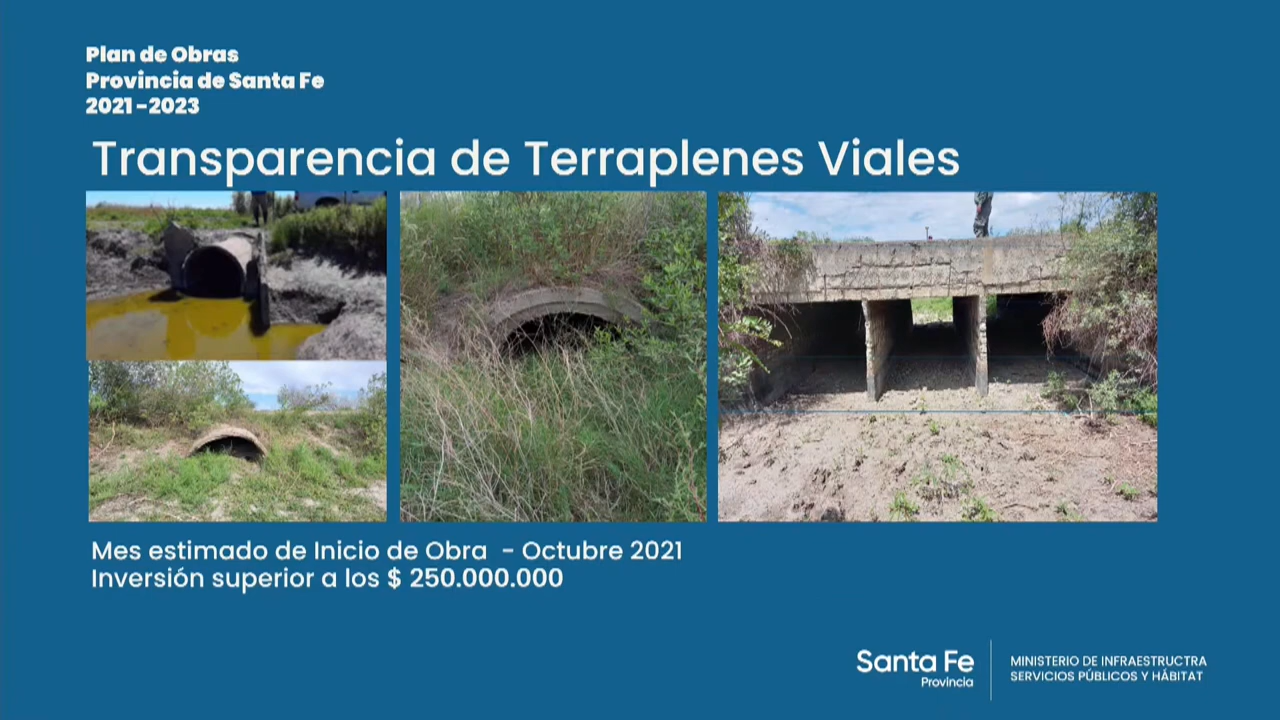 Plan de Obras
Provincia de Santa Fe
2021 - 2023
Transparencia de Terraplenes Viales
Mes estimado de Inicio de Obra - Octubre 2021
Inversión superior a los $ 250.000.000
Santa Fe
Provincia
MINISTERIO DE INFRAESTRUCTRA
SERVICIOS PÚBLICOS Y HÁBITAT